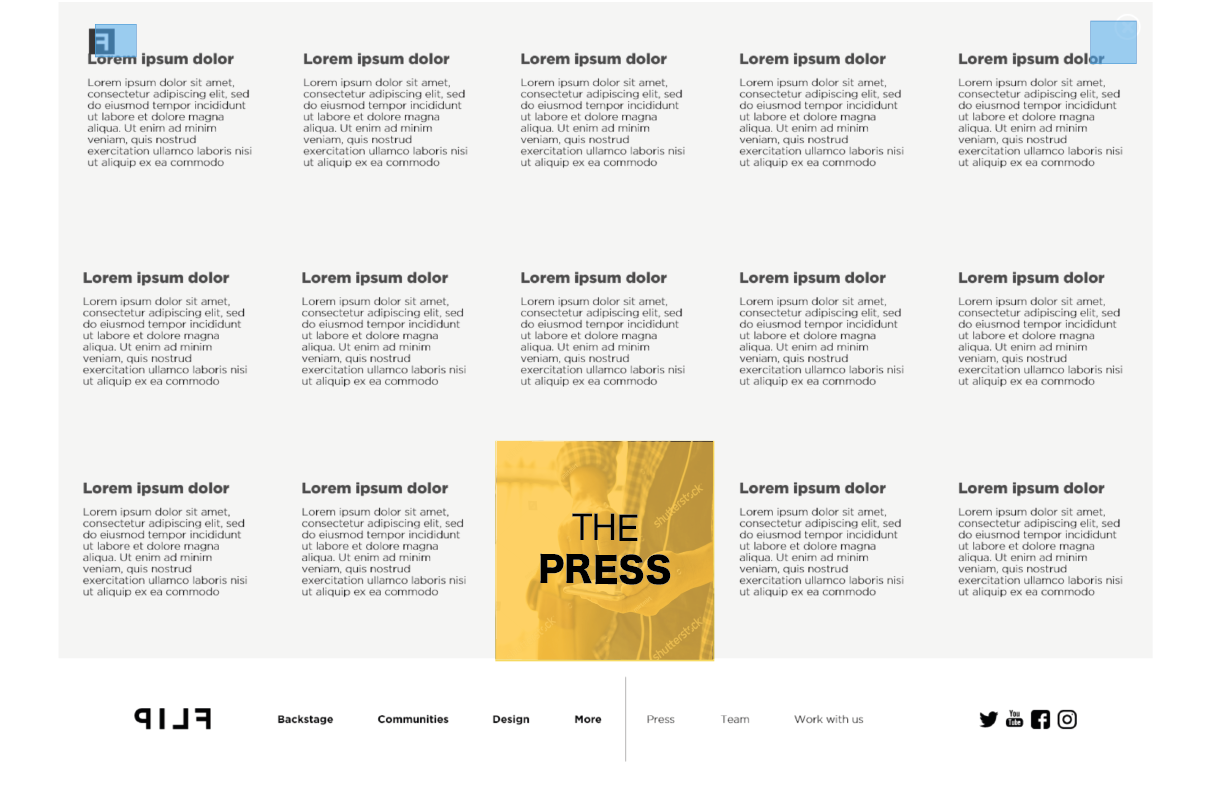 F
Lorem ipsum dolor
Lorem ipsum dolor sit amet,
consectetur adipiscing elit, sed
do eiusmod tempor incididunt
ut labore et dolore magna
aliqua. Ut enim ad minim
veniam, quis nostrud
exercitation ullamco laboris nisi
ut aliquip ex ea commodo
Lorem ipsum dolor
Lorem ipsum dolor sit amet,
consectetur adipiscing elit, sed
do eiusmod tempor incididunt
ut labore et dolore magna
aliqua. Ut enim ad minim
veniam, quis nostrud
exercitation ullamco laboris nisi
ut aliquip ex ea commodo
Lorem ipsum dolor
Lorem ipsum dolor sit amet,
consectetur adipiscing elit, sed
do eiusmod tempor incididunt
ut labore et dolore magna
aliqua. Ut enim ad minim
veniam, quis nostrud
exercitation ullamco laboris nisi
ut aliquip ex ea commodo
Lorem ipsum dolor
Lorem ipsum dolor sit amet,
consectetur adipiscing elit, sed
do eiusmod tempor incididunt
ut labore et dolore magna
aliqua. Ut enim ad minim
veniam, quis nostrud
exercitation ullamco laboris nisi
ut aliquip ex ea commodo
Lorem ipsum dolor
Lorem ipsum dolor sit amet,
consectetur adipiscing elit, sed
do eiusmod tempor incididunt
ut labore et dolore magna
aliqua. Ut enim ad minim
veniam, quis nostrud
exercitation ullamco laboris nisi
ut aliquip ex ea commodo
Lorem ipsum dolor
Lorem ipsum dolor sit amet,
consectetur adipiscing elit, sed
do eiusmod tempor incididunt
ut labore et dolore magna
aliqua. Ut enim ad minim
veniam, quis nostrud
exercitation ullamco laboris nisi
ut aliquip ex ea commodo
Lorem ipsum dolor
Lorem ipsum dolor sit amet,
consectetur adipiscing elit, sed
do eiusmod tempor incididunt
ut labore et dolore magna
aliqua. Ut enim ad minim
veniam, quis nostrud
exercitation ullamco laboris nisi
ut aliquip ex ea commodo
Lorem ipsum dolor
Lorem ipsum dolor sit amet,
consectetur adipiscing elit, sed
do eiusmod tempor incididunt
ut labore et dolore magna
aliqua. Ut enim ad minim
veniam, quis nostrud
exercitation ullamco laboris nisi
ut aliquip ex ea commodo
Lorem ipsum dolor
Lorem ipsum dolor sit amet,
consectetur adipiscing elit, sed
do eiusmod tempor incididunt
ut labore et dolore magna
aliqua. Ut enim ad minim
veniam, quis nostrud
exercitation ullamco laboris nisi
ut aliquip ex ea commodo
Lorem ipsum dolor
Lorem ipsum dolor sit amet,
consectetur adipiscing elit, sed
do eiusmod tempor incididunt
ut labore et dolore magna
aliqua. Ut enim ad minim
veniam, quis nostrud
exercitation ullamco laboris nisi
ut aliquip ex ea commodo
Lorem ipsum dolor
Lorem ipsum dolor sit amet,
consectetur adipiscing elit, sed
do eiusmod tempor incididunt
ut labore et dolore magna
aliqua. Ut enim ad minim
veniam, quis nostrud
exercitation ullamco laboris nisi
ut aliquip ex ea commodo
Lorem ipsum dolor
Lorem ipsum dolor sit amet,
consectetur adipiscing elit, sed
do eiusmod tempor incididunt
ut labore et dolore magna
aliqua. Ut enim ad minim
veniam, quis nostrud
exercitation ullamco laboris nisi
ut aliquip ex ea commodo
THE
PRESS
shutterstock
shutterstock
Lorem ipsum dolor
Lorem ipsum dolor sit amet,
consectetur adipiscing elit, sed
do eiusmod tempor incididunt
ut labore et dolore magna
aliqua. Ut enim ad minim
veniam, quis nostrud
exercitation ullamco laboris nisi
ut aliquip ex ea commodo
Lorem ipsum dolor
Lorem ipsum dolor sit amet,
consectetur adipiscing elit, sed
do eiusmod tempor incididunt
ut labore et dolore magna
aliqua. Ut enim ad minim
veniam, quis nostrud
exercitation ullamco laboris nisi
ut aliquip ex ea commodo
FLIP
Backstage
Communities
Design
More
Press
Team
Work with us
You
Tube